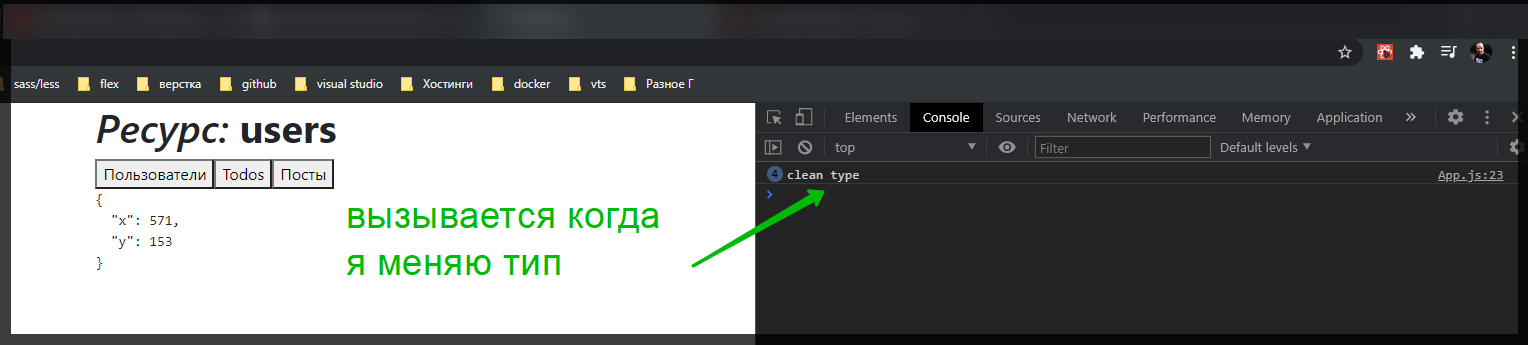 sass/less flex верстка github visual studio Хостинги docker vts Разное Г
Ресурс: users
Пользователи Todos Посты
{
"x": 571,
"y": 153
}
вызывается когда
я меняю тип
Elements Console Sources Network Performance Memory Application »
top Filter Default levels
4 clean type App.js:23